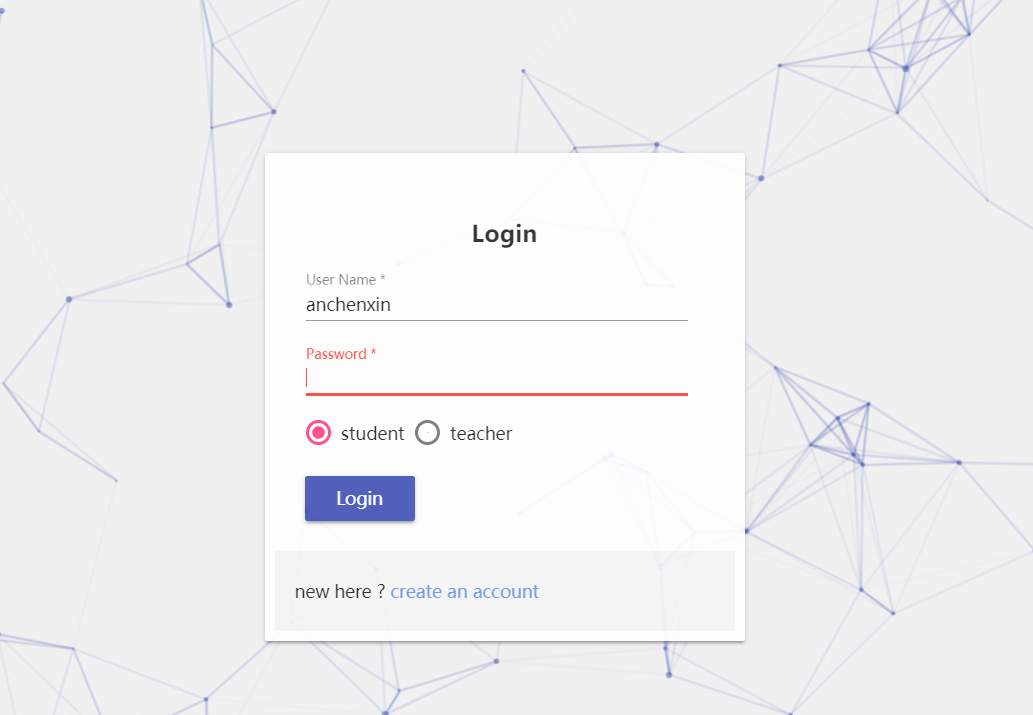 Login
User Name *
anchenxin
Password *
student teacher
Login
new here ? create an account